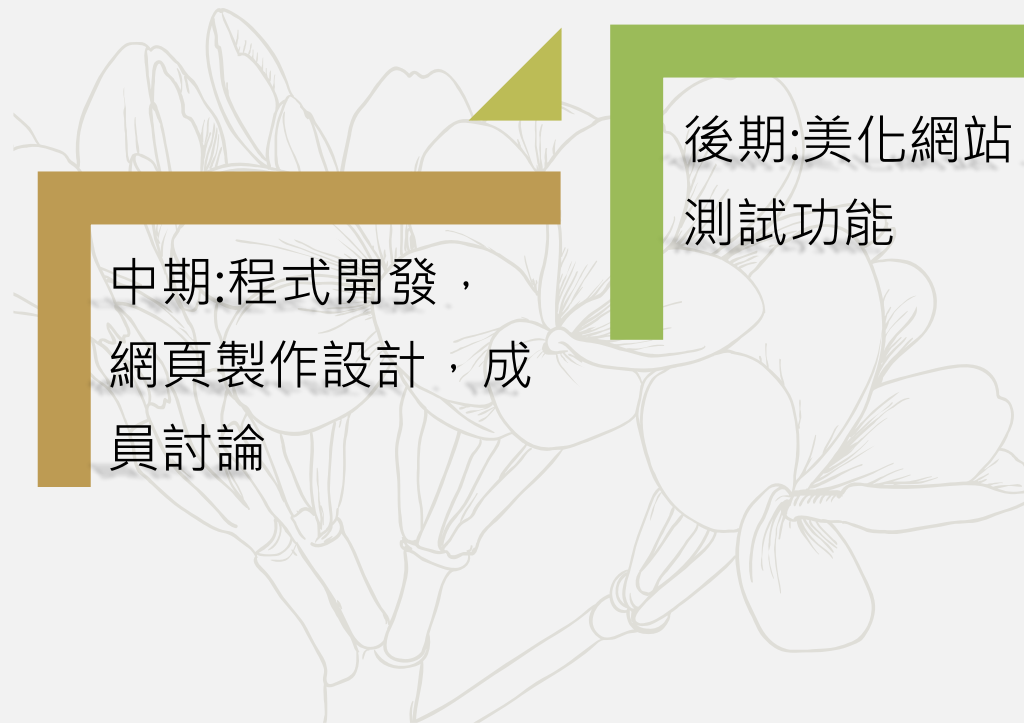 中期:程式開發，
網頁製作設計，成
員討論
後期:美化網站
測試功能